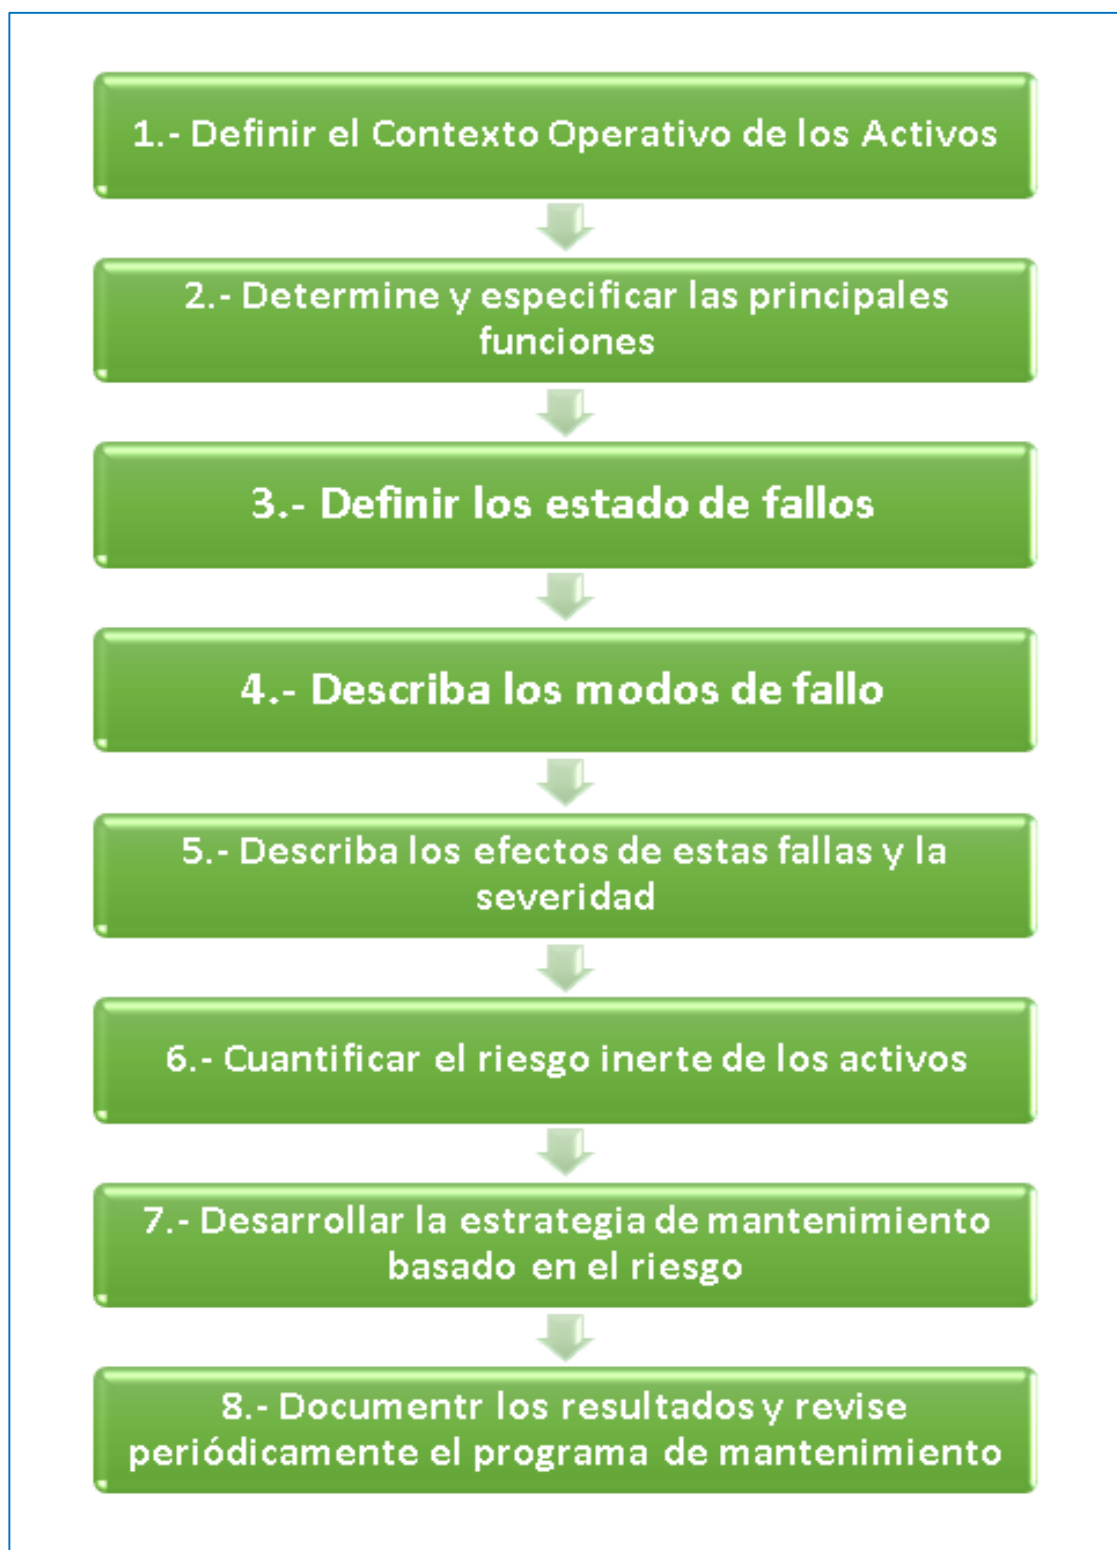 1.- Definir el Contexto Operativo de los Activos
2.- Determine y especificar las principales
funciones
3.- Definir los estado de fallos
4.- Describa los modos de fallo
5.- Describa los efectos de estas fallas y la
severidad
6.- Cuantificar el riesgo inerte de los activos
7.- Desarrollar la estrategia de mantenimiento
basado en el riesgo
8.- Documentr los resultados y revise
periódicamente el programa de mantenimiento